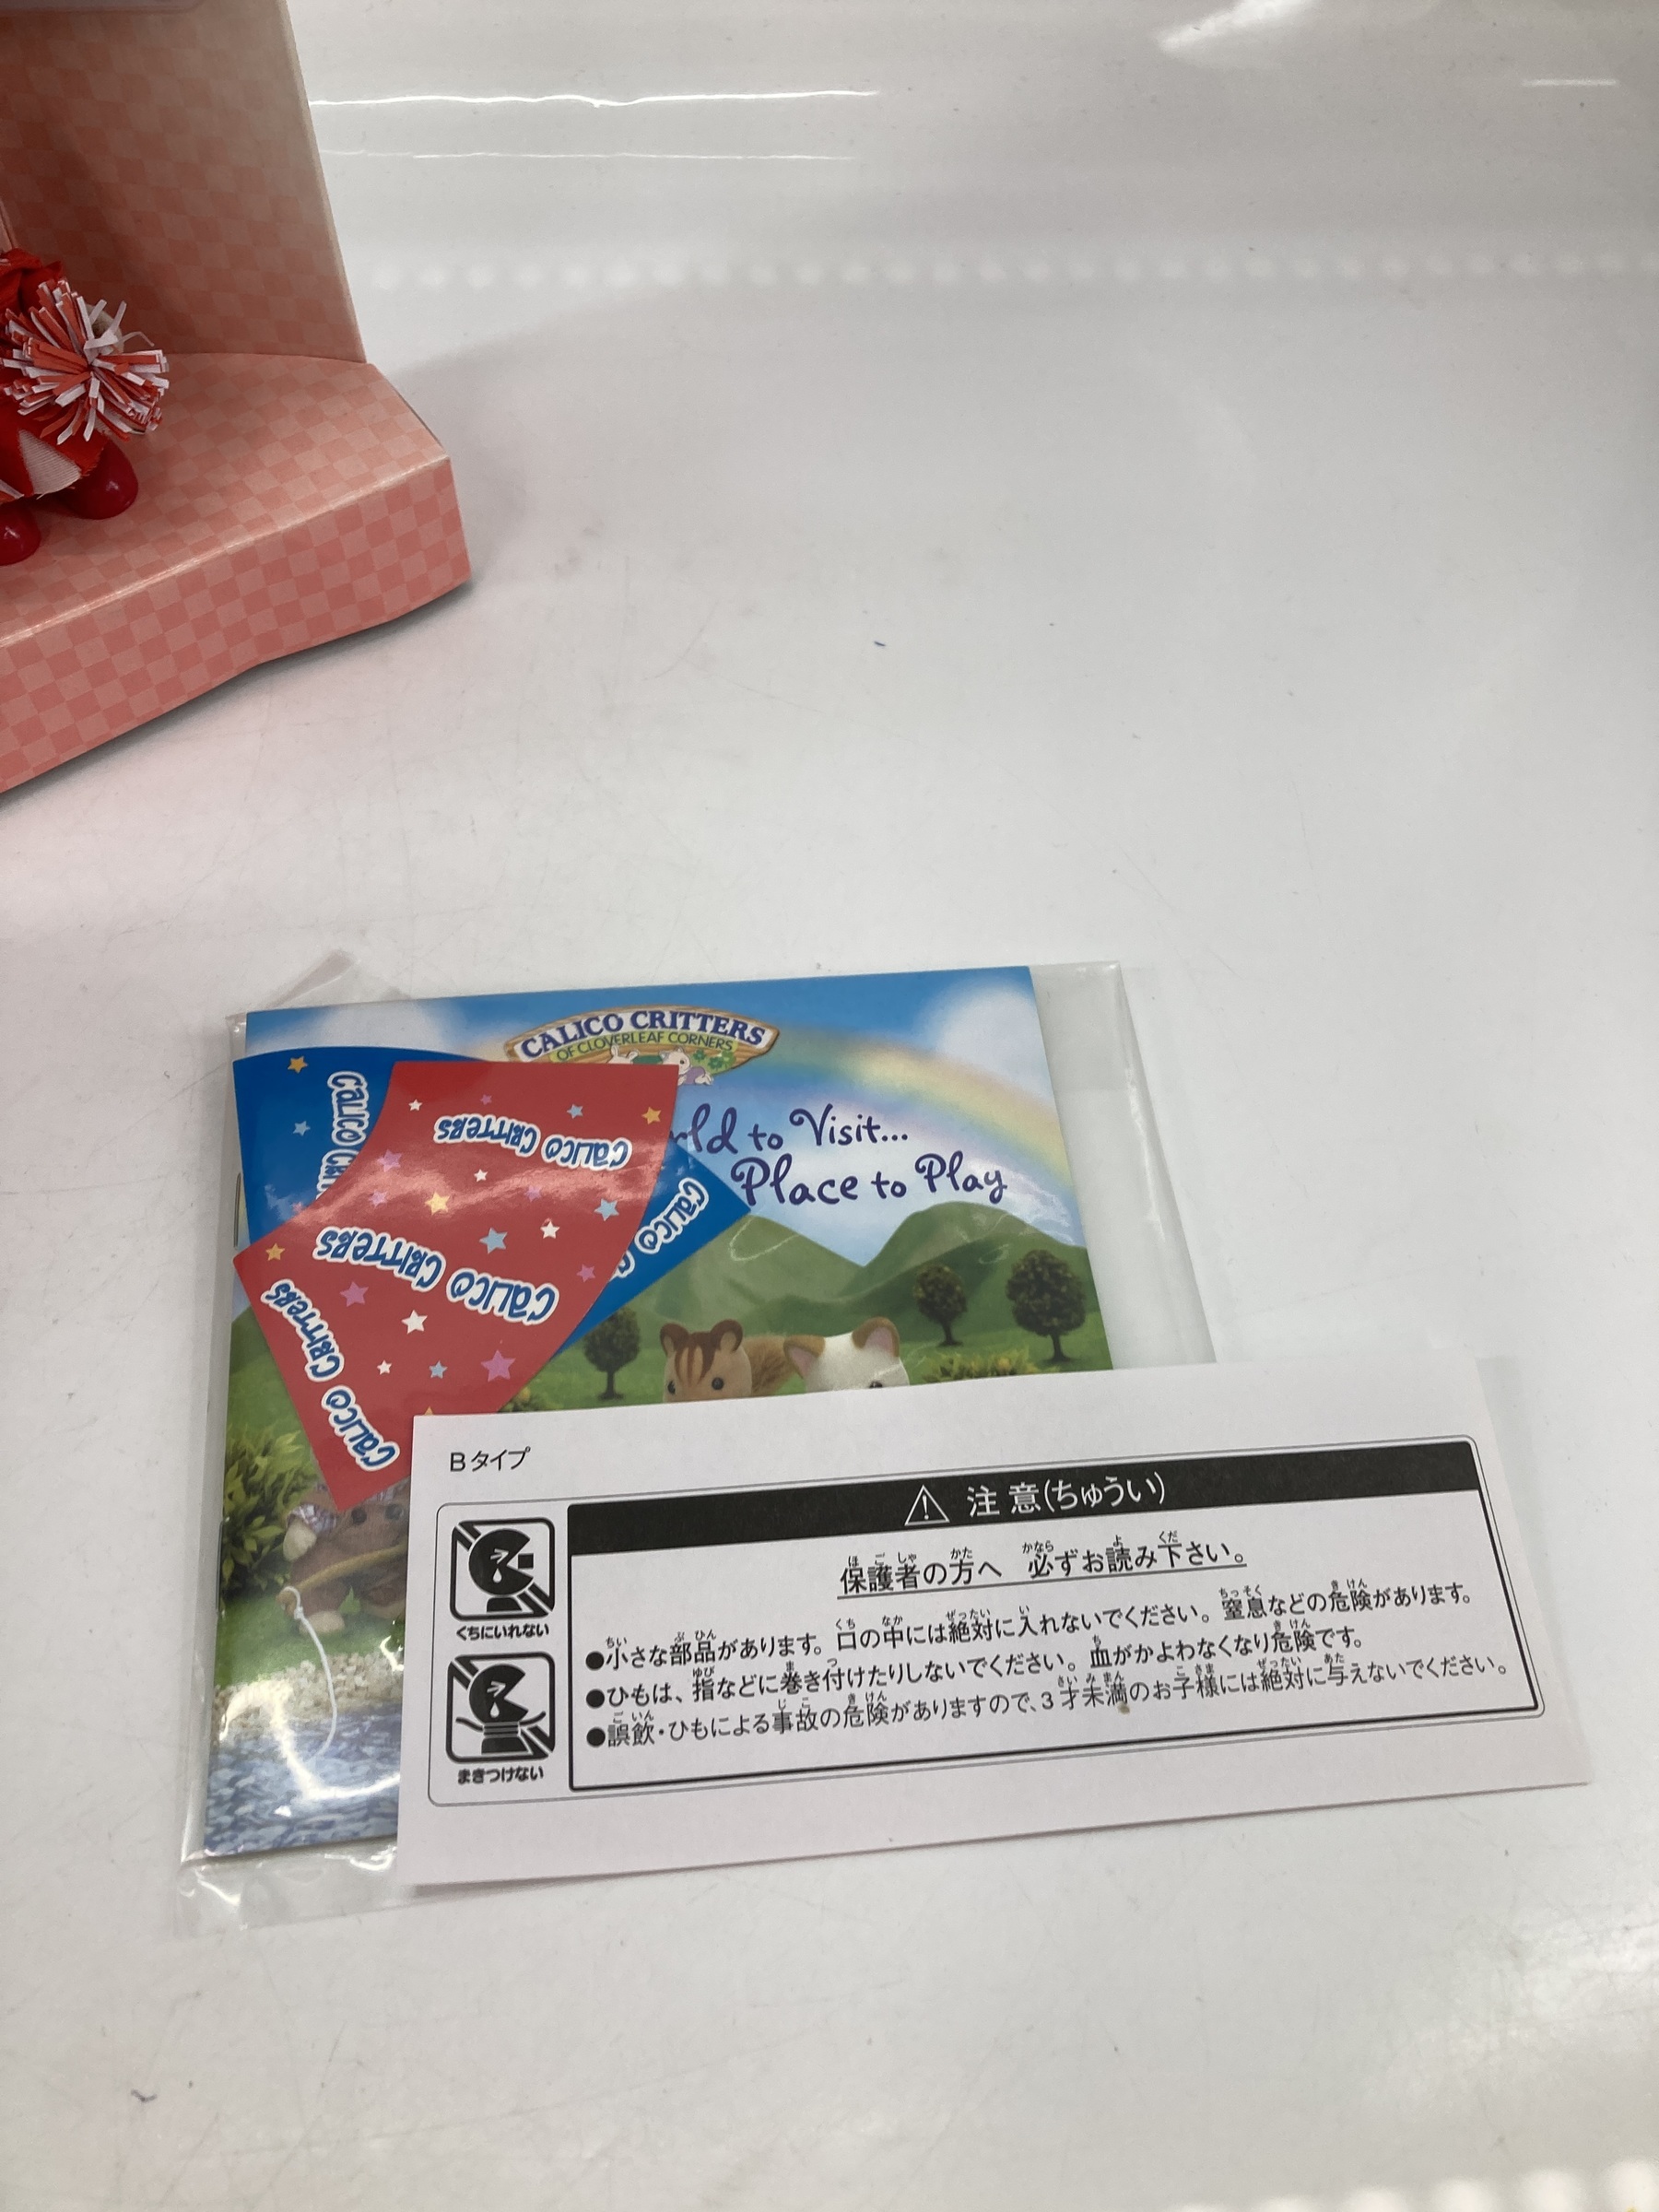 CALICO CRITTERS
OF CLOVERLEAF CORNERS
to Visit...
Place to Play
CALICO
CALICO
CALICO CRITTERS
CALICO CRITTERS
CALICO CRITTERS
Bタイプ
⚠ 注意(ちゅうい)
保護者の方へ 必ずお読み下さい。
●小さな部品があります。口の中には絶対に入れないでください。窒息などの危険があります。
●ひもは、指などに巻き付けたりしないでください。血がかよわなくなり危険です。
●誤飲・ひもによる事故の危険がありますので、3才未満のお子様には絶対に与えないでください。
くちにいれない
まきつけない